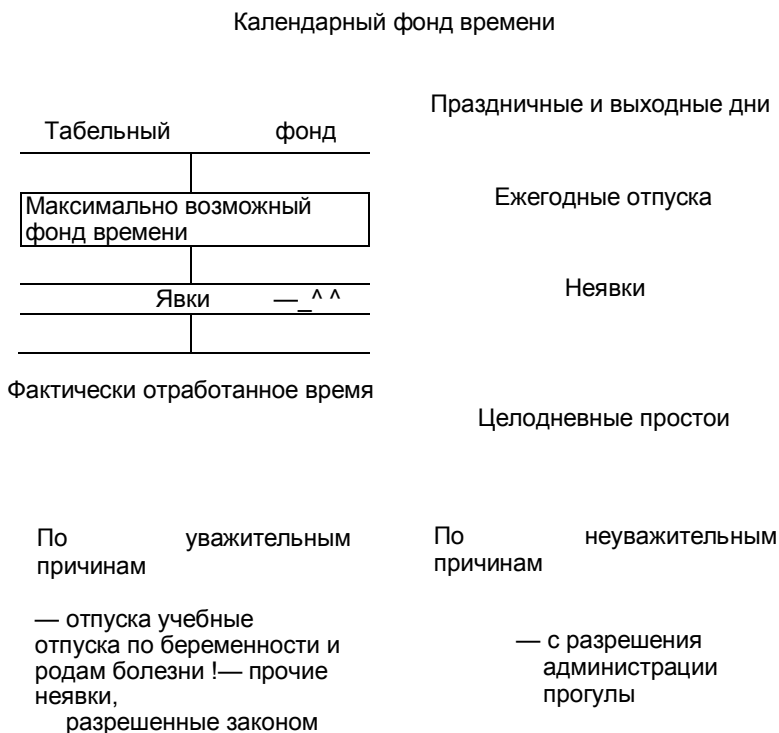 Календарный фонд времени
Праздничные и выходные дни
Табельный фонд
Ежегодные отпуска
Максимально возможный
фонд времени
Неявки
Явки —_^ ^
Фактически отработанное время
Целодневные простои
По уважительным
причинам
По неуважительным
причинам
— отпуска учебные
отпуска по беременности и
родам болезни !— прочие
неявки,
разрешенные законом
— с разрешения
администрации
прогулы